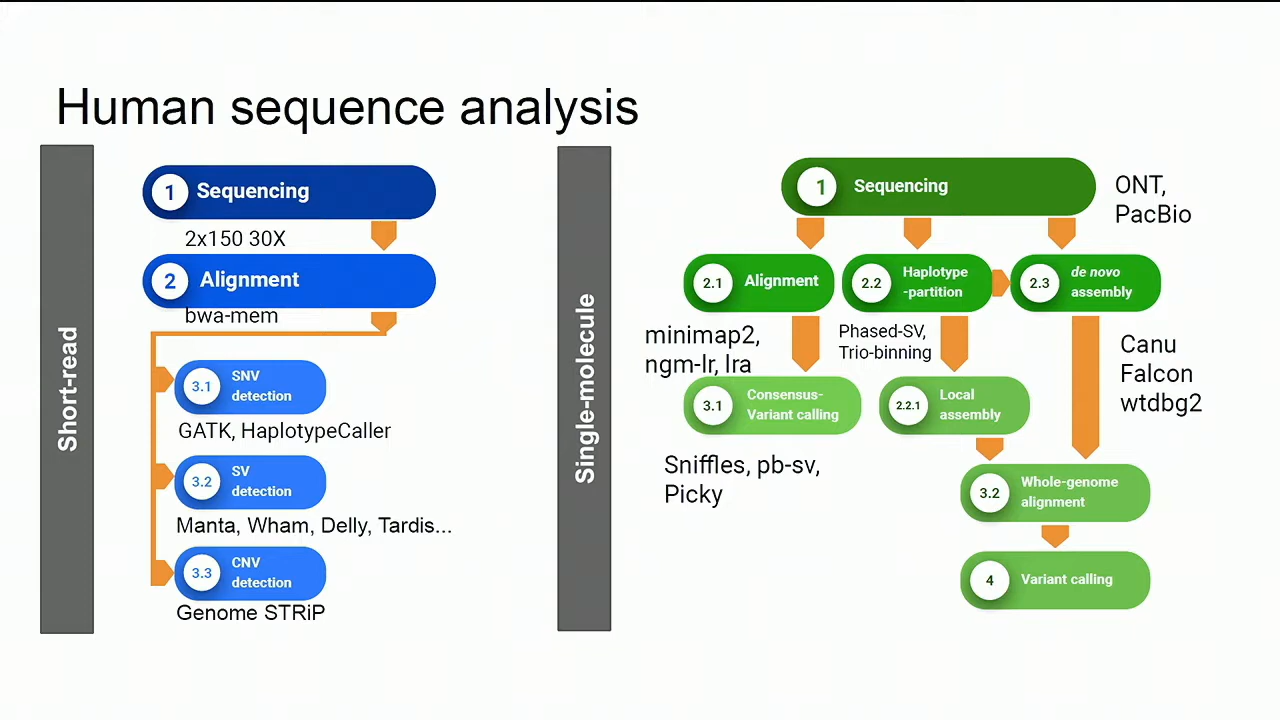 Human sequence analysis
Short-read
1 Sequencing
2x150 30X
2 Alignment
bwa-mem
3.1 SNV
detection
GATK, HaplotypeCaller
3.2 SV
detection
Manta, Wham, Delly, Tardis...
3.3 CNV
detection
Genome STRiP
Single-molecule
1 Sequencing
ONT,
PacBio
2.1 Alignment
minimap2,
ngm-lr, lra
2.2 Haplotype
-partition
Phased-SV,
Trio-binning
2.3 de novo
assembly
Canu
Falcon
wtdbg2
3.1 Consensus-
Variant calling
Sniffles, pb-sv,
Picky
2.2.1 Local
assembly
3.2 Whole-genome
alignment
4 Variant calling